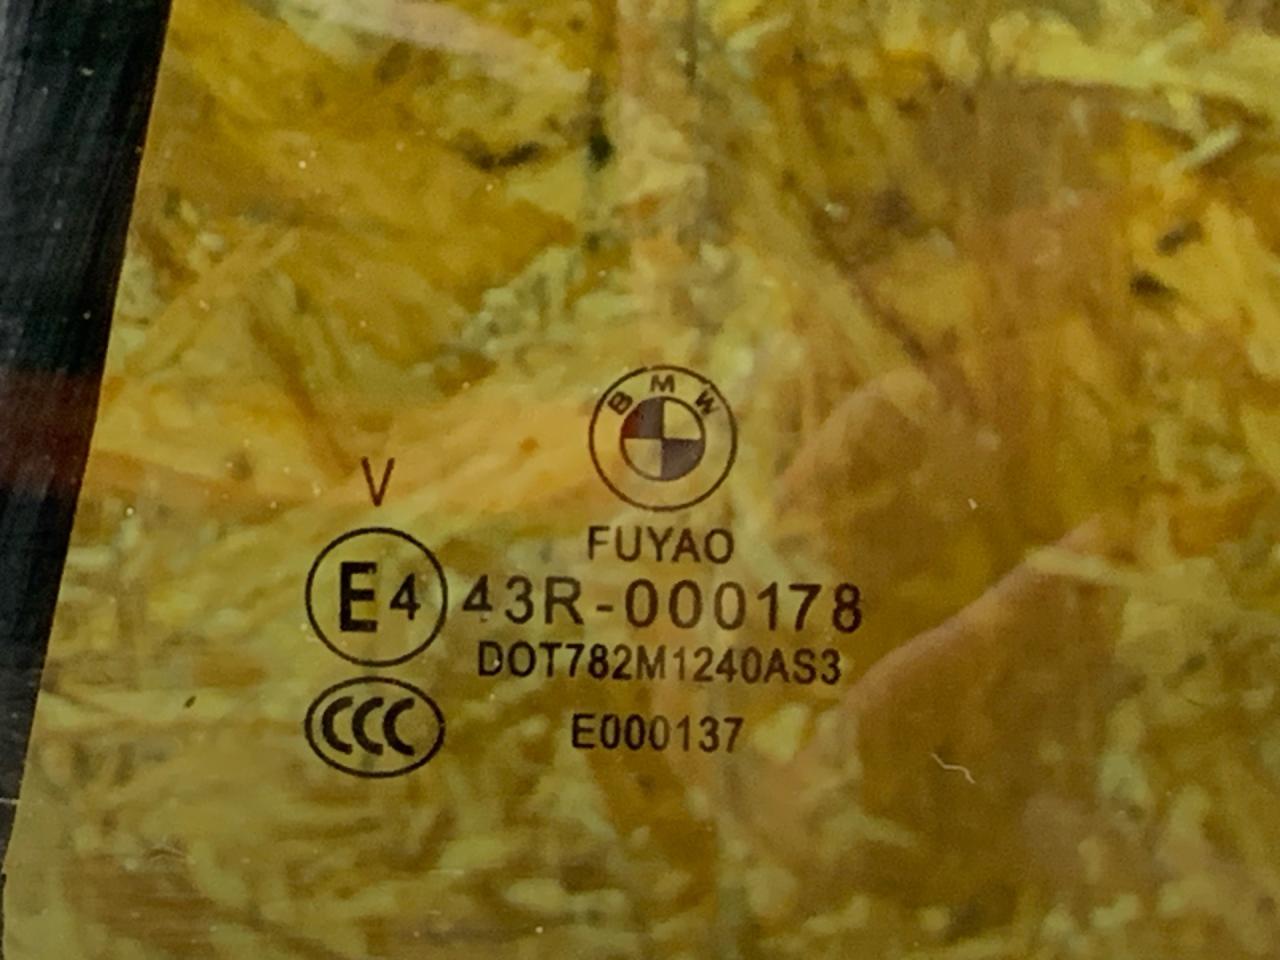 BMW
V
FUYAO
E4 43R-000178
DOT782M1240AS3
CCC E000137